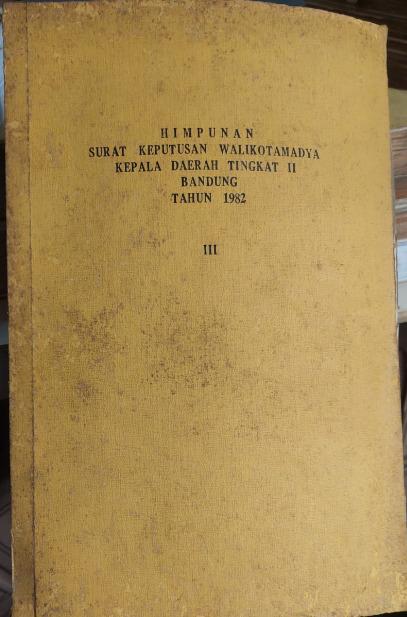 HIMPUNAN
SURAT KEPUTUSAN WALIKOTAMADYA
KEPALA DAERAH TINGKAT II
BANDUNG
TAHUN 1982
III